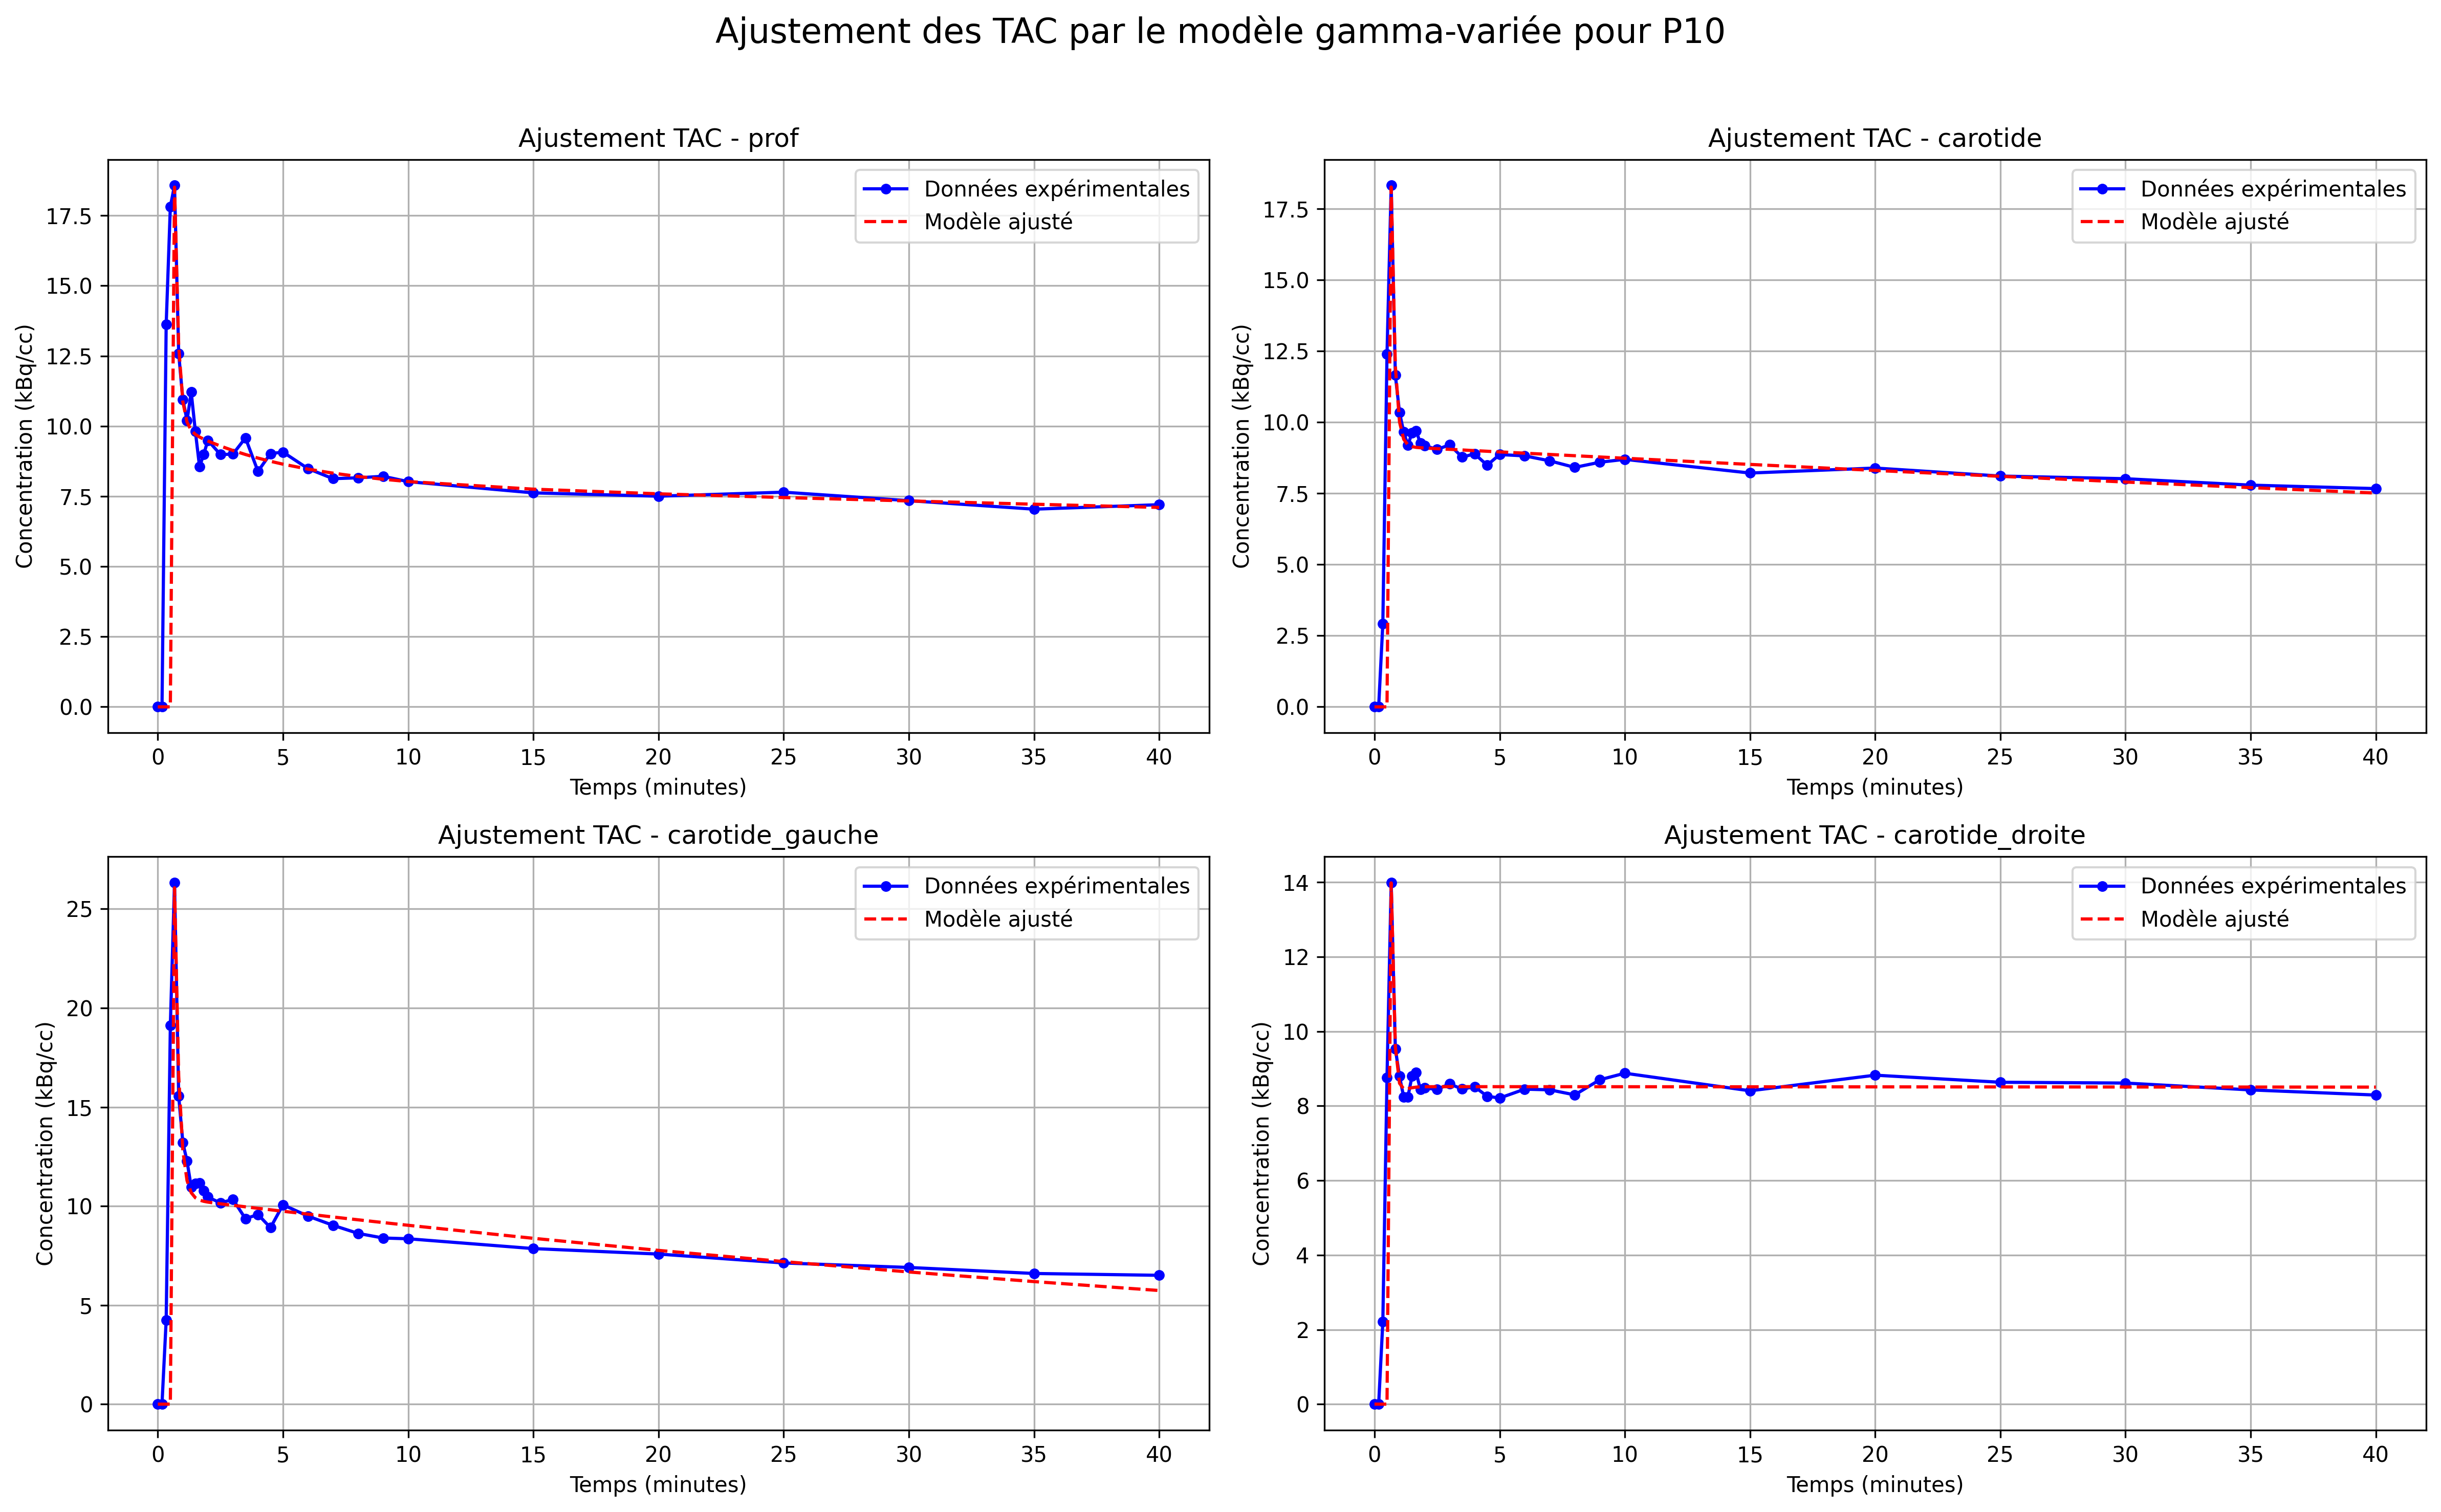 Ajustement des TAC par le modèle gamma-variée pour P10
Ajustement TAC - prof
Données expérimentales
Modèle ajusté
Concentration (kBq/cc)
17.5
15.0
12.5
10.0
7.5
5.0
2.5
0.0
0 5 10 15 20 25 30 35 40
Temps (minutes)
Ajustement TAC - carotide
Données expérimentales
Modèle ajusté
Concentration (kBq/cc)
17.5
15.0
12.5
10.0
7.5
5.0
2.5
0.0
0 5 10 15 20 25 30 35 40
Temps (minutes)
Ajustement TAC - carotide_gauche
Données expérimentales
Modèle ajusté
Concentration (kBq/cc)
25
20
15
10
5
0
0 5 10 15 20 25 30 35 40
Temps (minutes)
Ajustement TAC - carotide_droite
Données expérimentales
Modèle ajusté
Concentration (kBq/cc)
14
12
10
8
6
4
2
0
0 5 10 15 20 25 30 35 40
Temps (minutes)